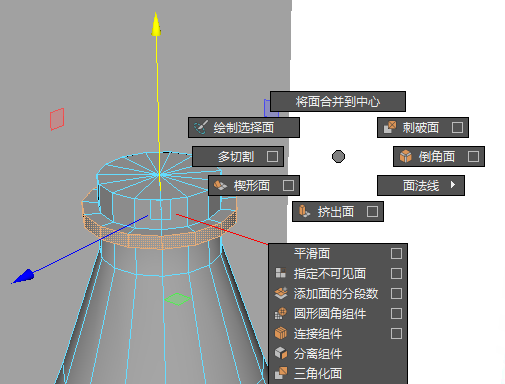 将面合并到中心
绘制选择面
刺破面
多切割
倒角面
楔形面
面法线
挤出面
平滑面
指定不可见面
添加面的分段数
圆形圆角组件
连接组件
分离组件
三角化面